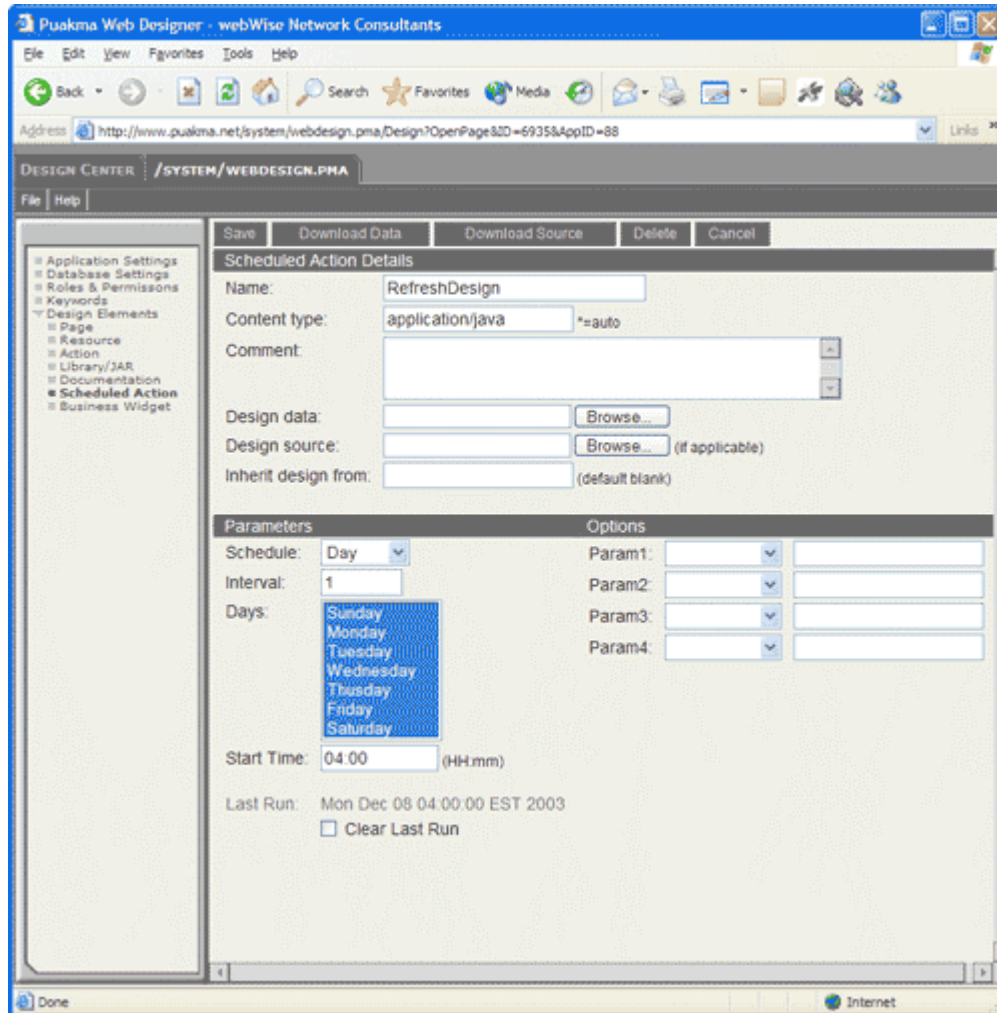 Puakma Web Designer - webWise Network Consultants
File Edit View Favorites Tools Help
Back Search Favorites Media
Address http://www.puakma.net/system/webdesign.pma/Design?OpenPage&ID=6935&AppID=88 Links »
DESIGN CENTER /SYSTEM/WEBDESIGN.PMA
File Help
Save Download Data Download Source Delete Cancel
Application Settings
Database Settings
Roles & Permissons
Keywords
Design Elements
Page
Resource
Action
Library/JAR
Documentation
Scheduled Action
Business Widget
Scheduled Action Details
Name: RefreshDesign
Content type: application/java *=auto
Comment:
Design data: Browse...
Design source: Browse... (if applicable)
Inherit design from: (default blank)
Parameters Options
Schedule: Day Param1:
Interval: 1 Param2:
Days: Sunday Param3:
Monday
Tuesday Param4:
Wednesday
Thusday
Friday
Saturday
Start Time: 04:00 (HH:mm)
Last Run: Mon Dec 08 04:00:00 EST 2003
Clear Last Run
Done Internet